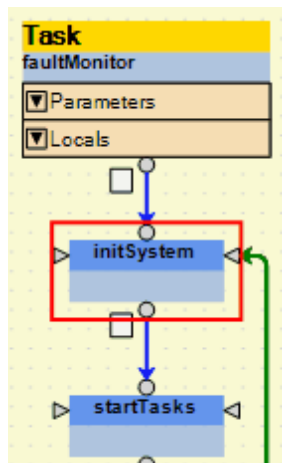 Task
faultMonitor
Parameters
Locals
initSystem
startTasks